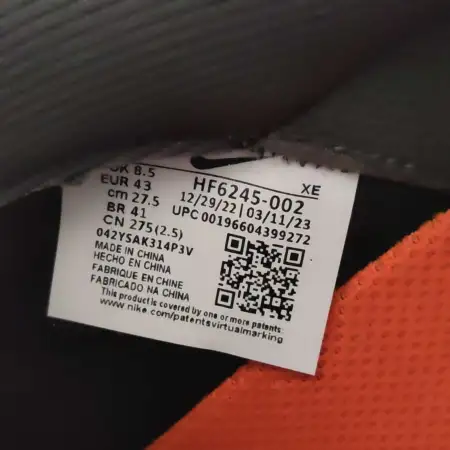 UK 8.5
EUR 43
cm 27.5
BR 41
CN 275(2.5)
042YSAK314P3V
MADE IN CHINA
HECHO EN CHINA
FABRIQUE EN CHINE
FABRICADO NA CHINA
This product is covered by one or more patents:
www.nike.com/patentsvirtualmarking
XE
HF6245-002
12/29/22 | 03/11/23
UPC 00196604399272